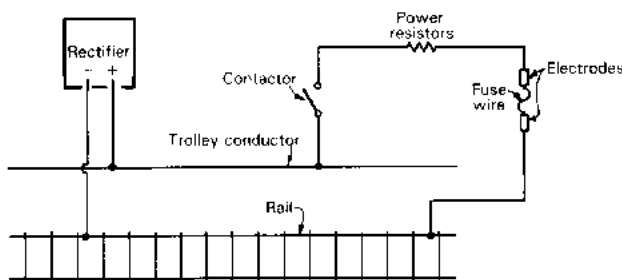 Power
resistors
Rectifier
- +
Contactor
Electrodes
Fuse
wire
Trolley conductor
Rail